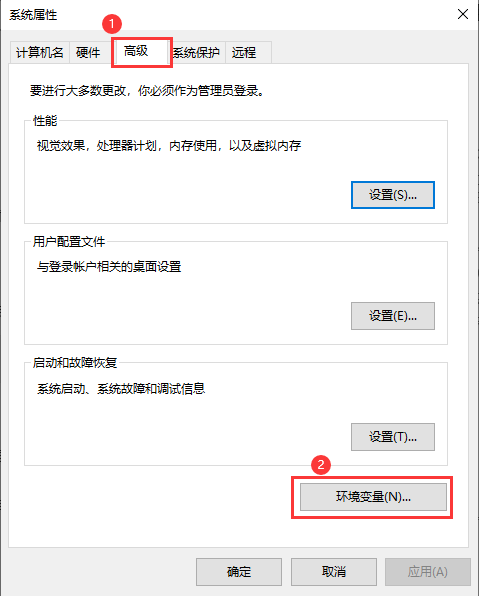 系统属性
1
计算机名 硬件 高级 系统保护 远程
要进行大多数更改，你必须作为管理员登录。
性能
视觉效果，处理器计划，内存使用，以及虚拟内存
设置(S)...
用户配置文件
与登录帐户相关的桌面设置
设置(E)...
启动和故障恢复
系统启动、系统故障和调试信息
设置(T)...
2
环境变量(N)...
确定 取消 应用(A)